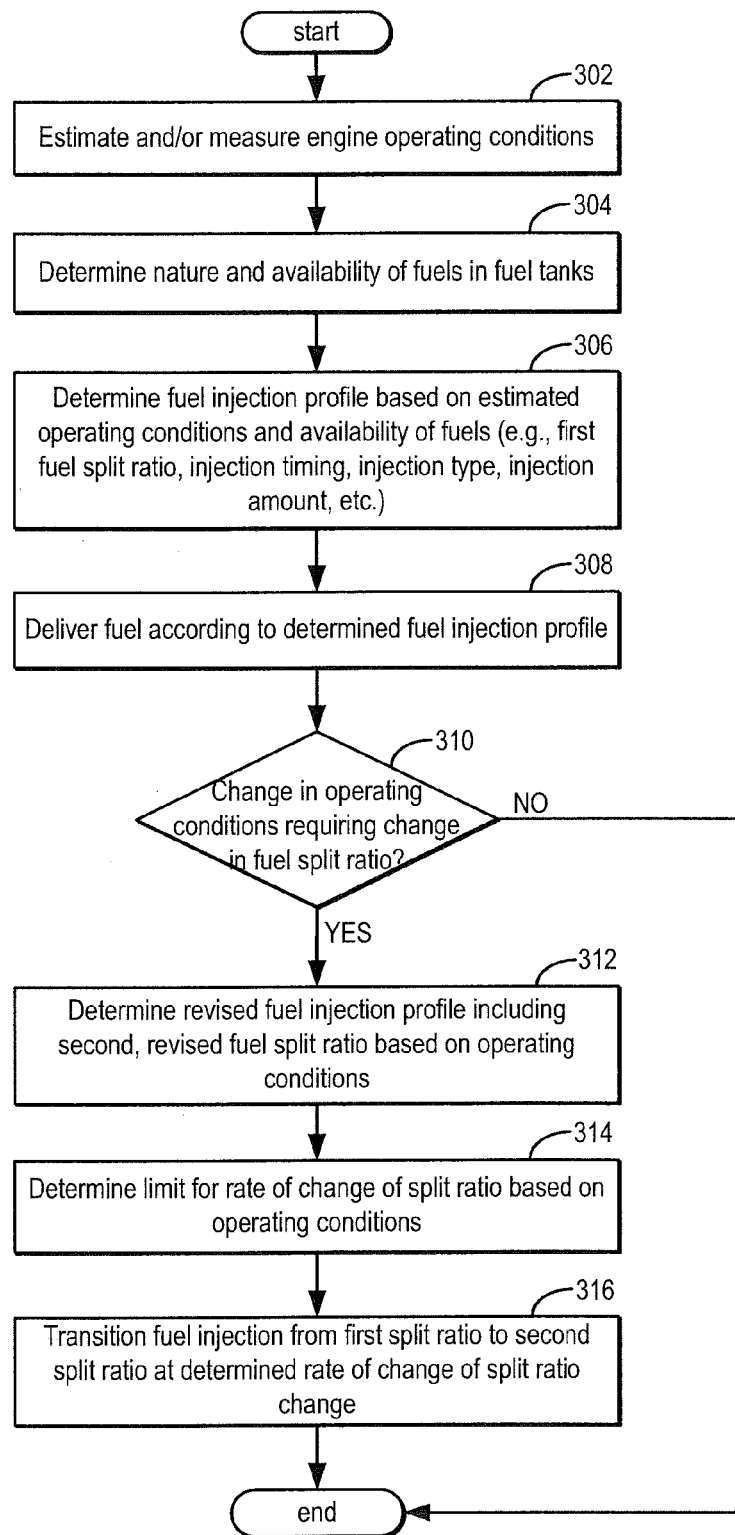 start
302
Estimate and/or measure engine operating conditions
304
Determine nature and availability of fuels in fuel tanks
306
Determine fuel injection profile based on estimated
operating conditions and availability of fuels (e.g., first
fuel split ratio, injection timing, injection type, injection
amount, etc.)
308
Deliver fuel according to determined fuel injection profile
310
Change in operating
conditions requiring change
in fuel split ratio?
NO
YES
312
Determine revised fuel injection profile including
second, revised fuel split ratio based on operating
conditions
314
Determine limit for rate of change of split ratio based on
operating conditions
316
Transition fuel injection from first split ratio to second
split ratio at determined rate of change of split ratio
change
end